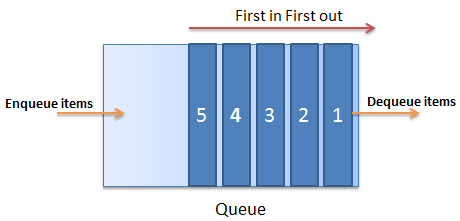 First in First out
Enqueue items
5 4 3 2 1
Dequeue items
Queue